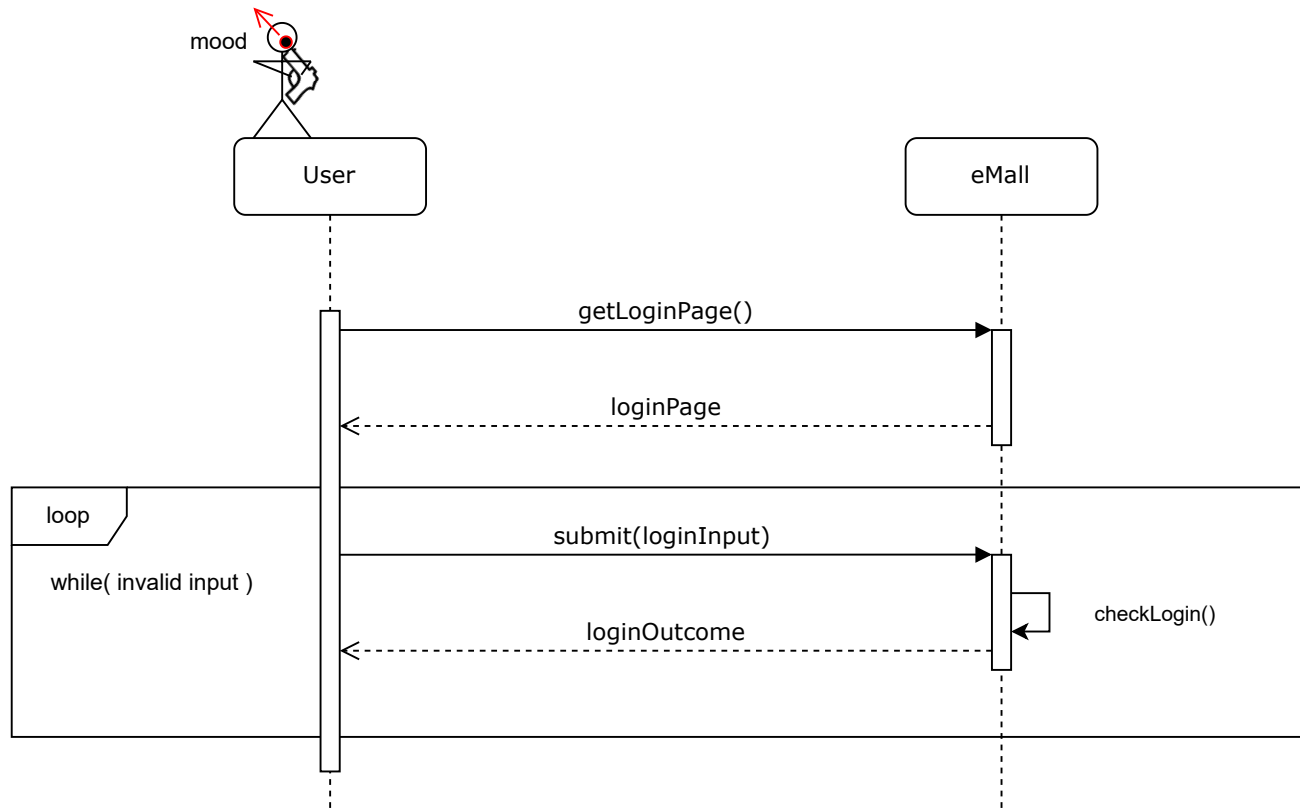 mood
User
eMall
getLoginPage()
loginPage
loop
submit(loginInput)
while( invalid input )
checkLogin()
loginOutcome